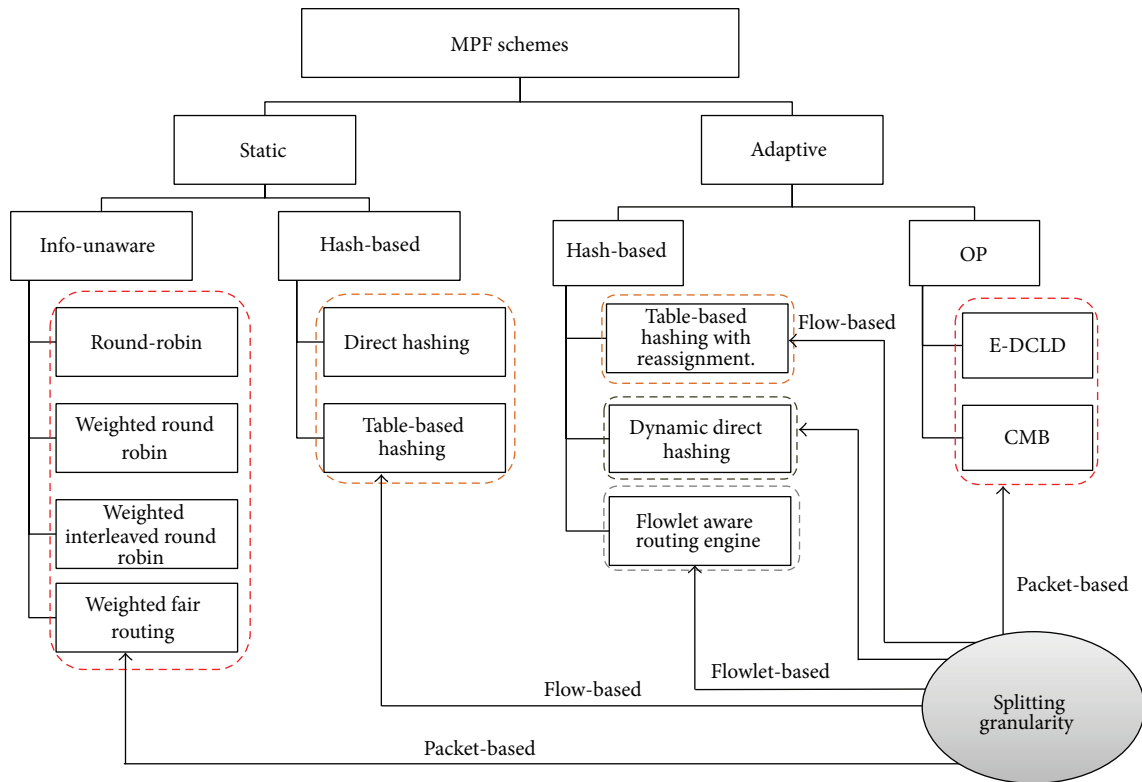 MPF schemes
Static
Adaptive
Info-unaware
Hash-based
Hash-based
OP
Round-robin
Weighted round
robin
Weighted
interleaved round
robin
Weighted fair
routing
Direct hashing
Table-based
hashing
Table-based
hashing with
reassignment.
Dynamic direct
hashing
Flowlet aware
routing engine
E-DCLD
CMB
Flow-based
Packet-based
Flowlet-based
Flow-based
Packet-based
Splitting
granularity